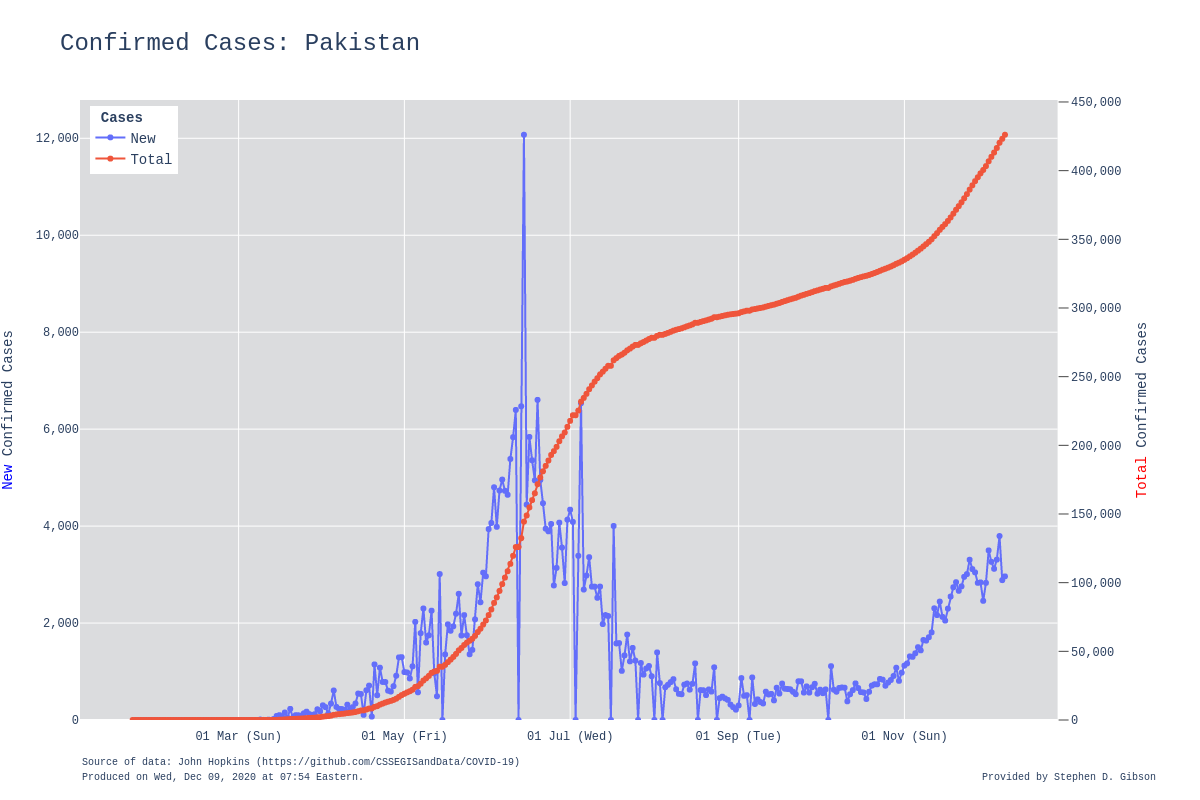 Confirmed Cases: Pakistan
Cases
New
Total
12,000
10,000
8,000
6,000
4,000
2,000
0
New Confirmed Cases
450,000
400,000
350,000
300,000
250,000
200,000
150,000
100,000
50,000
0
Total Confirmed Cases
01 Mar (Sun)
01 May (Fri)
01 Jul (Wed)
01 Sep (Tue)
01 Nov (Sun)
Source of data: John Hopkins (https://github.com/CSSEGISandData/COVID-19)
Produced on Wed, Dec 09, 2020 at 07:54 Eastern.
Provided by Stephen D. Gibson